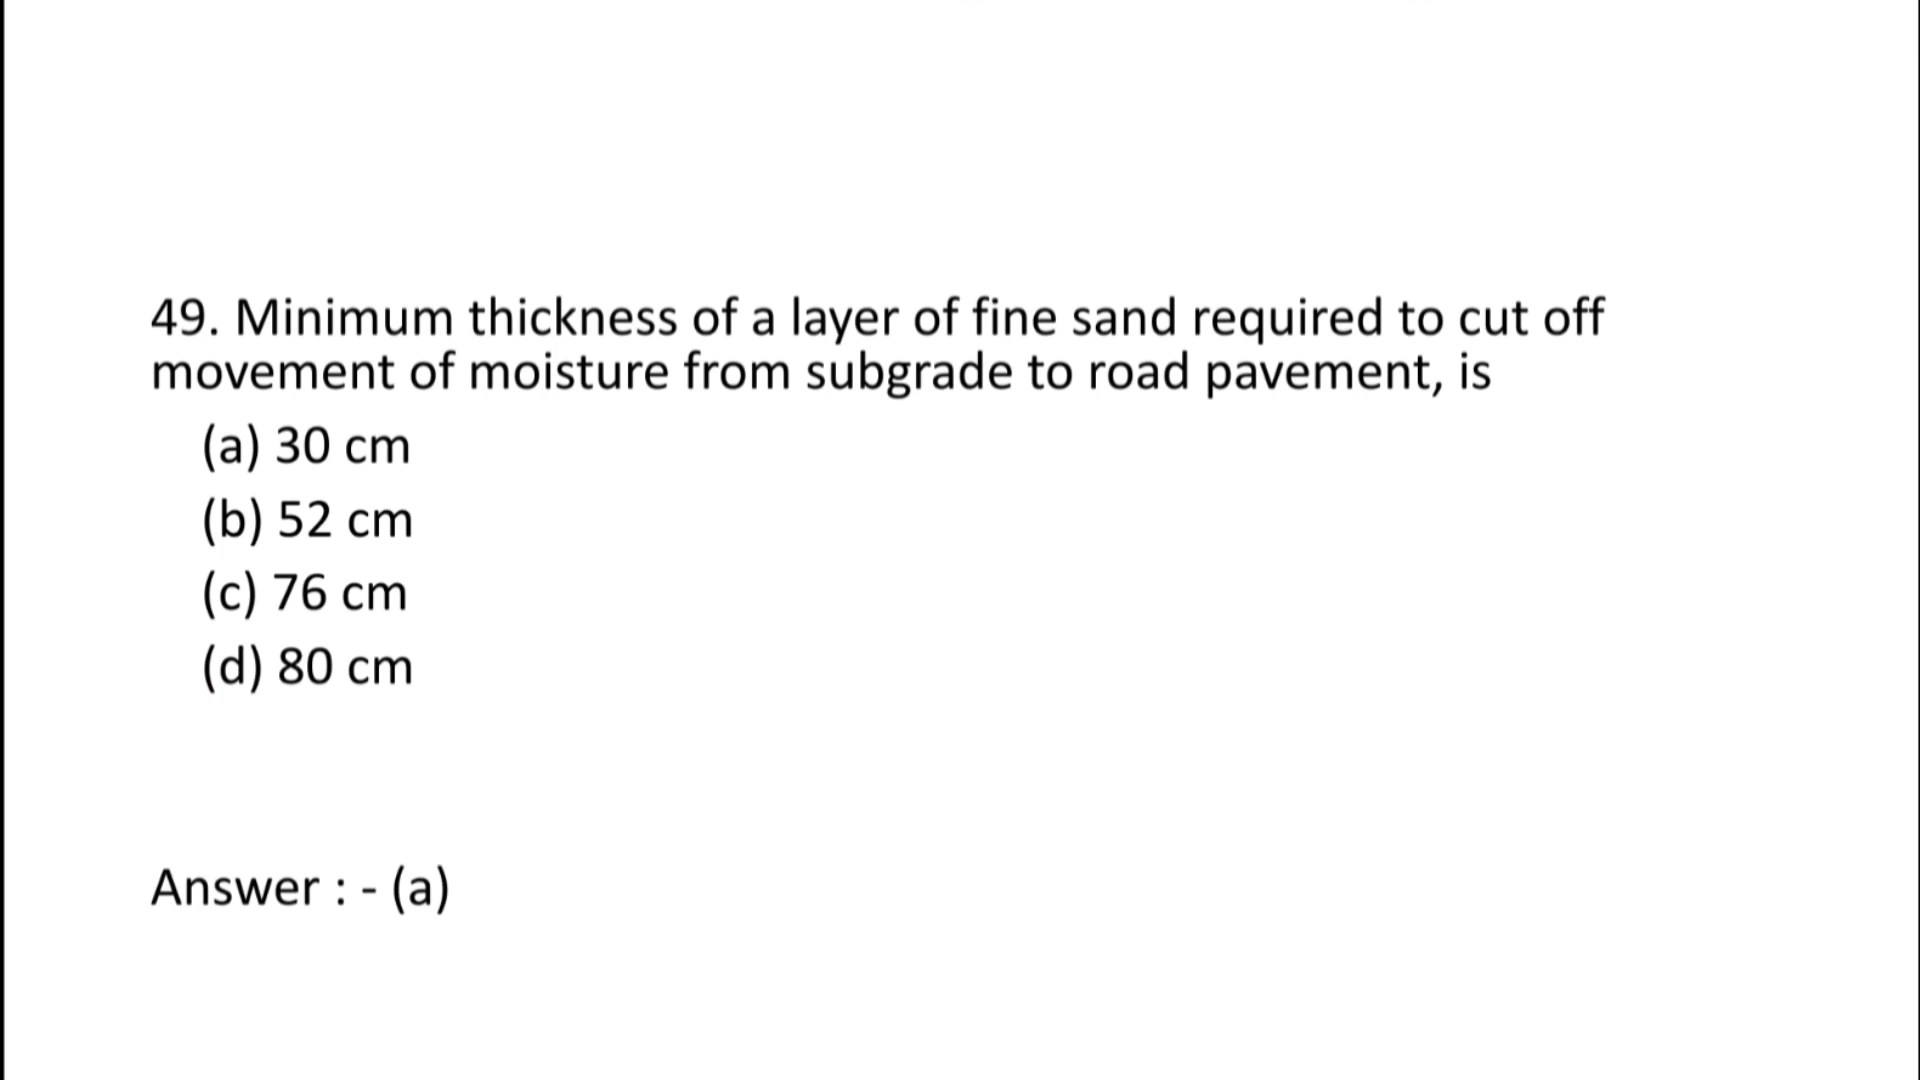 49. Minimum thickness of a layer of fine sand required to cut off
movement of moisture from subgrade to road pavement, is
(a) 30 cm
(b) 52 cm
(c) 76 cm
(d) 80 cm
Answer : - (a)